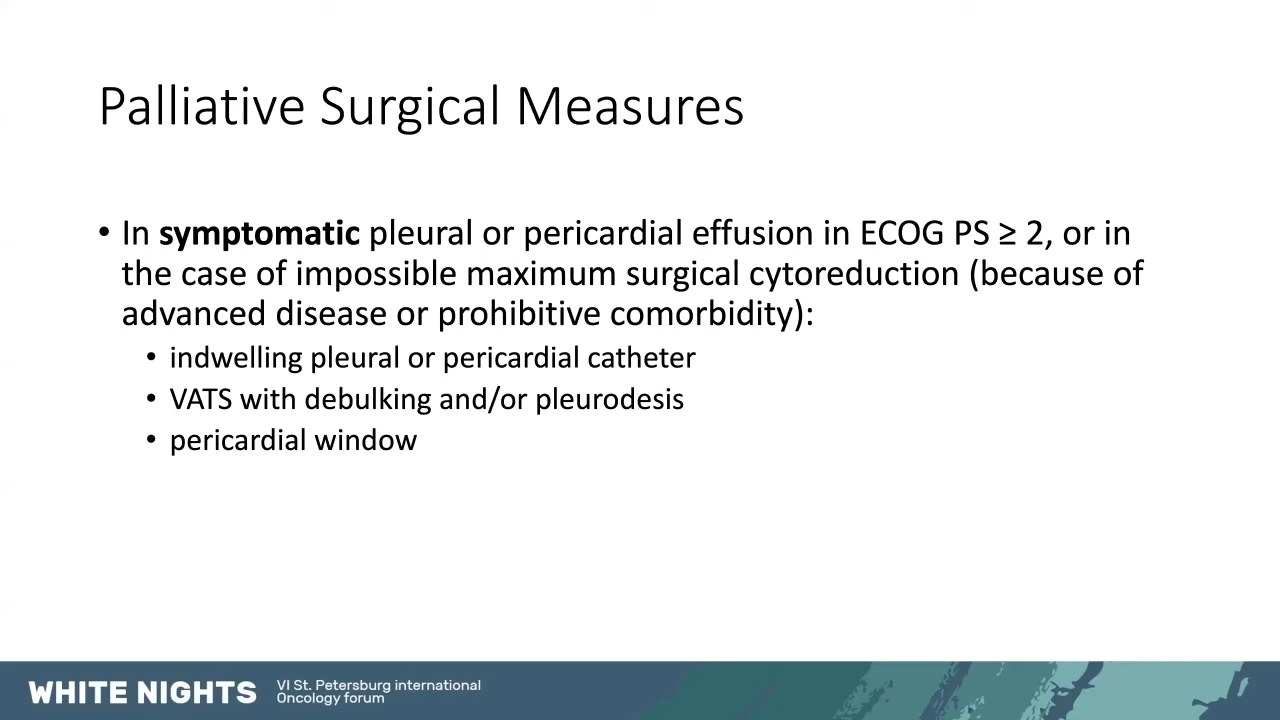 Palliative Surgical Measures
• In symptomatic pleural or pericardial effusion in ECOG PS ≥ 2, or in
the case of impossible maximum surgical cytoreduction (because of
advanced disease or prohibitive comorbidity):
• indwelling pleural or pericardial catheter
• VATS with debulking and/or pleurodesis
• pericardial window
WHITE NIGHTS
VI St. Petersburg international
Oncology forum